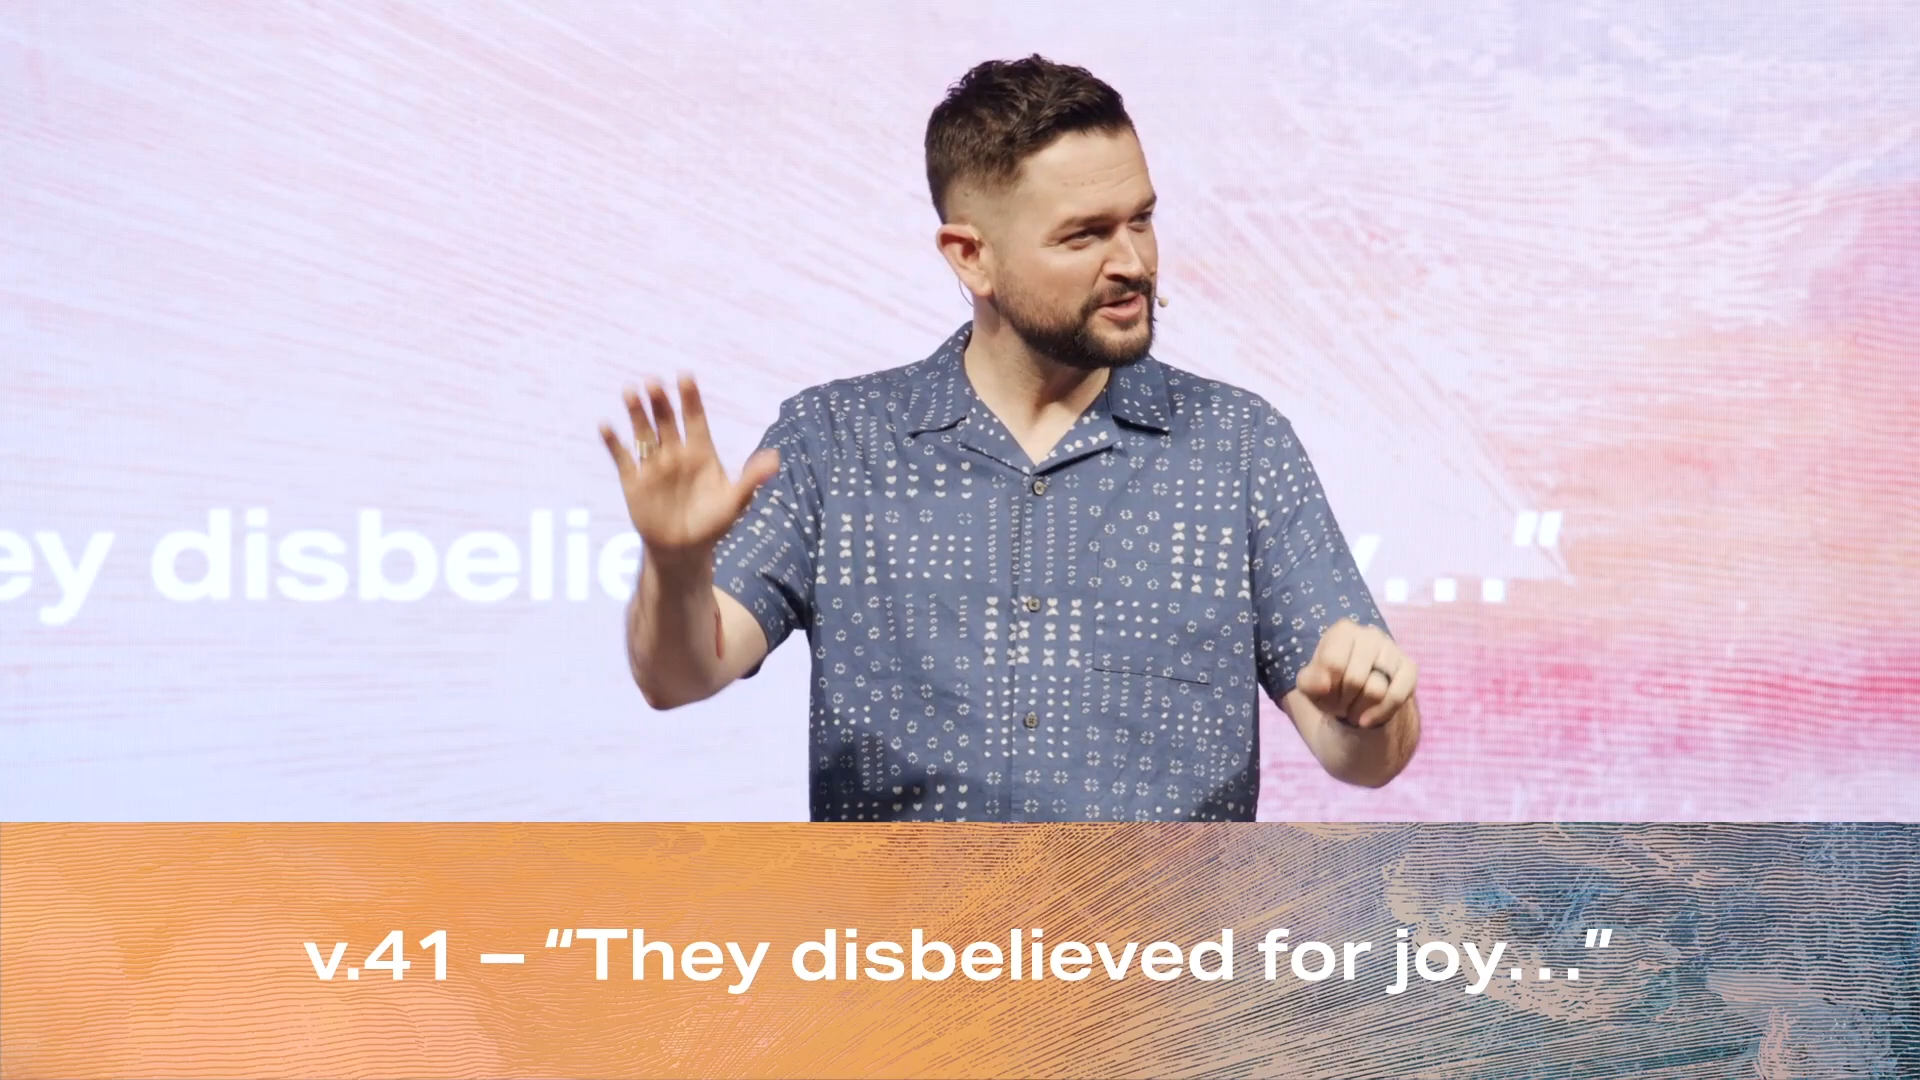 ey disbelie y…”
v.41 – “They disbelieved for joy…”